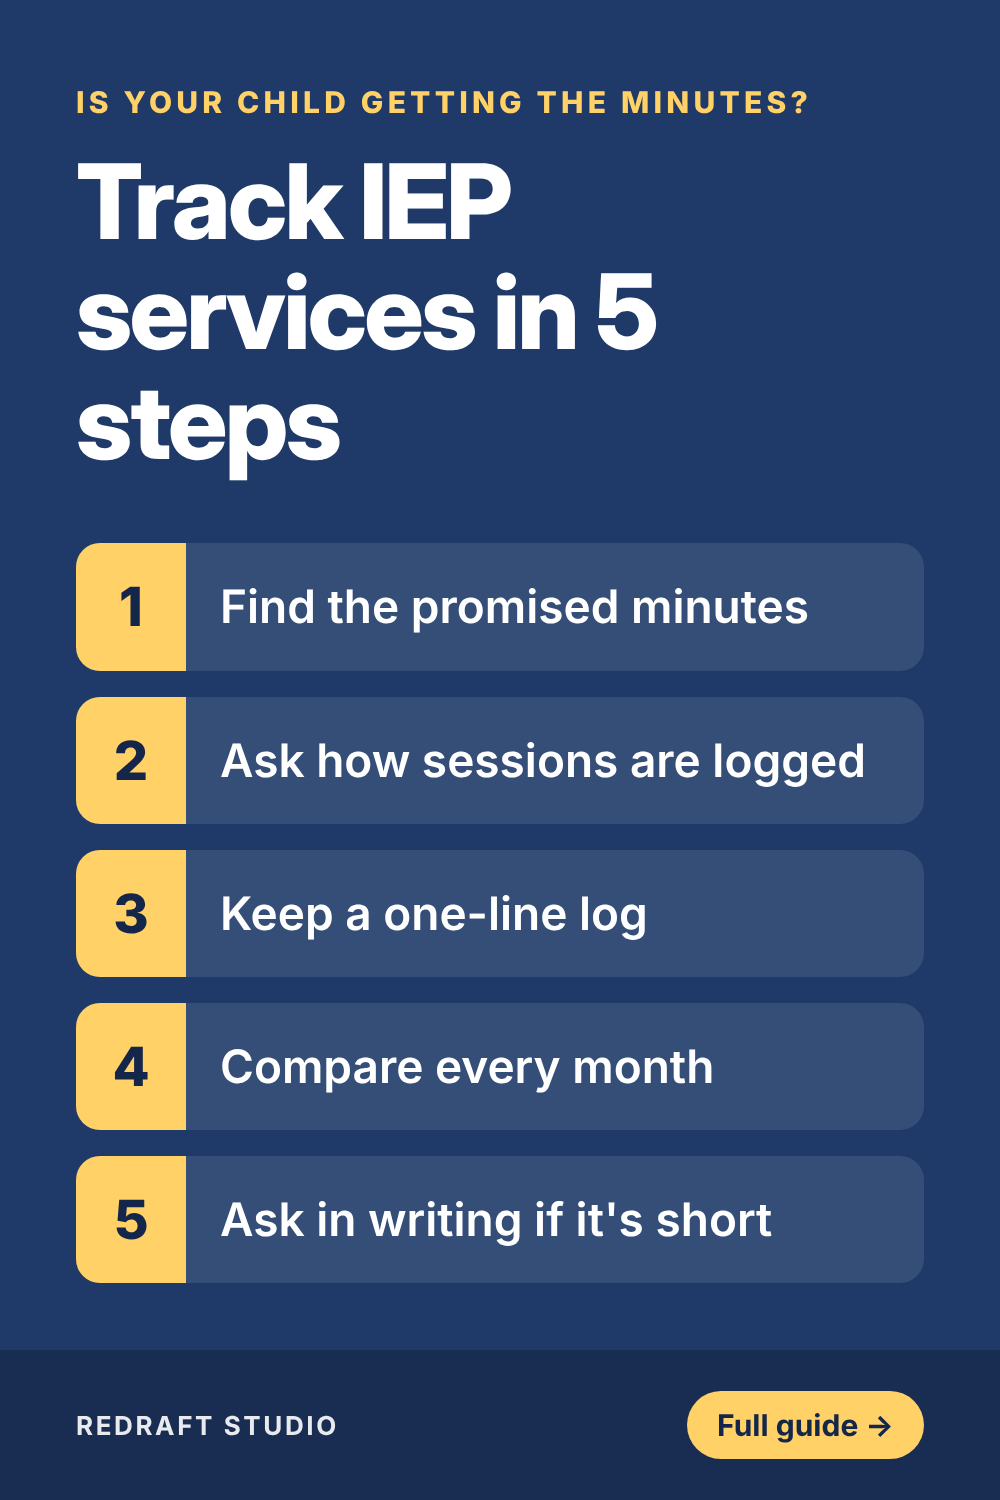 IS YOUR CHILD GETTING THE MINUTES?
Track IEP
services in 5
steps
1 Find the promised minutes
2 Ask how sessions are logged
3 Keep a one-line log
4 Compare every month
5 Ask in writing if it's short
REDRAFT STUDIO
Full guide →